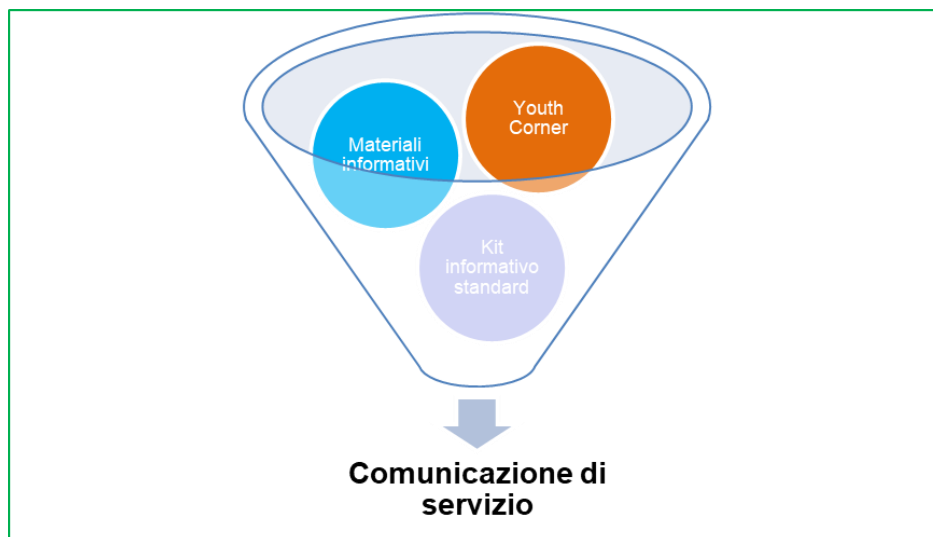 Youth
Corner
Materiali
informativi
Kit
informativo
standard
Comunicazione di
servizio